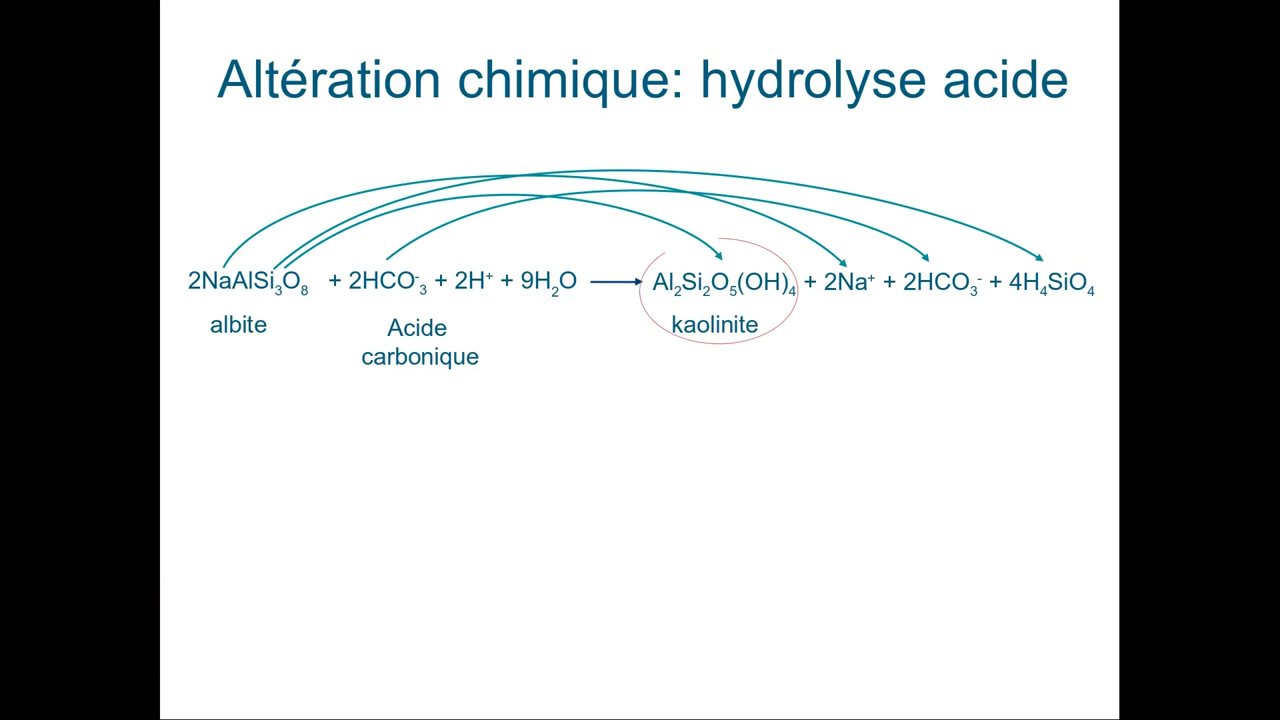 Altération chimique: hydrolyse acide
2NaAlSi₃O₈ + 2HCO⁻₃ + 2H⁺ + 9H₂O → Al₂Si₂O₅(OH)₄ + 2Na⁺ + 2HCO₃⁻ + 4H₄SiO₄
albite
Acide
carbonique
kaolinite